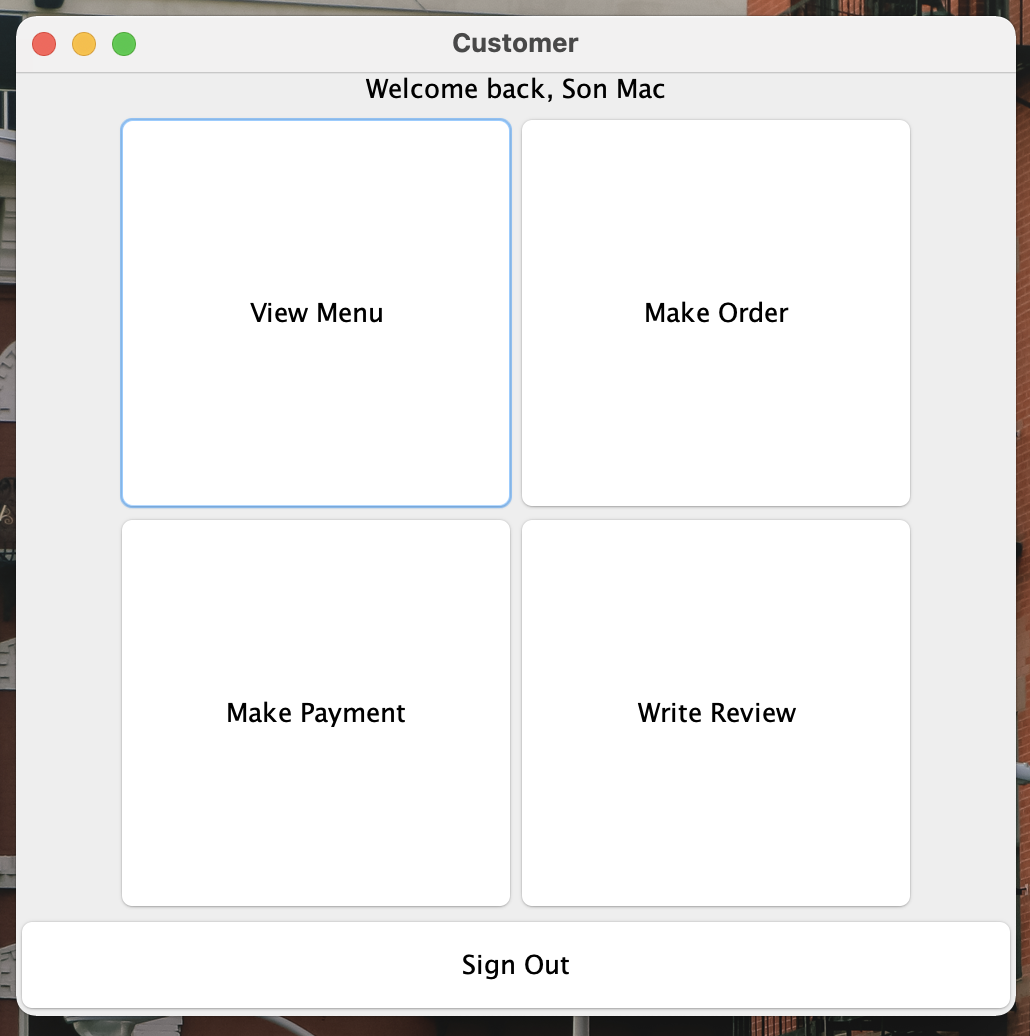 Customer
Welcome back, Son Mac
View Menu
Make Order
Make Payment
Write Review
Sign Out